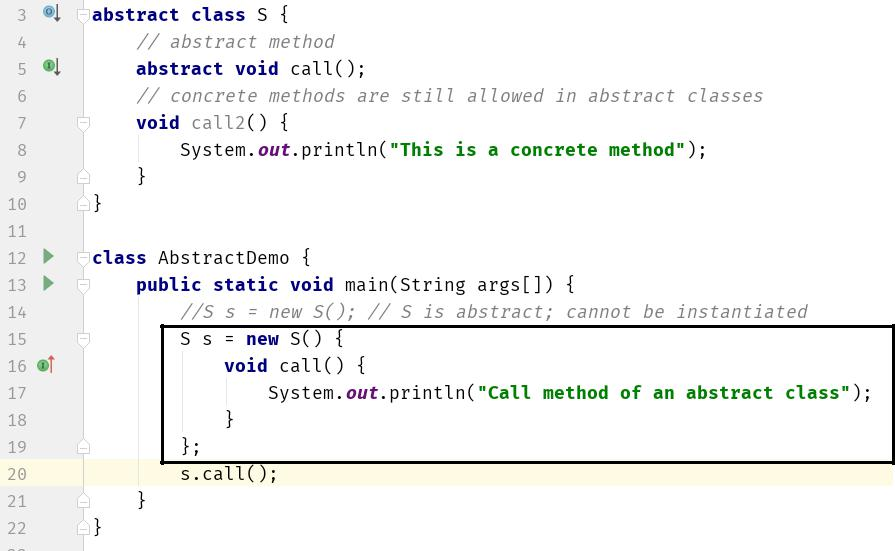 3 abstract class S {
4 // abstract method
5 abstract void call();
6 // concrete methods are still allowed in abstract classes
7 void call2() {
8 System.out.println("This is a concrete method");
9 }
10 }
11
12 class AbstractDemo {
13 public static void main(String args[]) {
14 //S s = new S(); // S is abstract; cannot be instantiated
15 S s = new S() {
16 void call() {
17 System.out.println("Call method of an abstract class");
18 }
19 };
20 s.call();
21 }
22 }